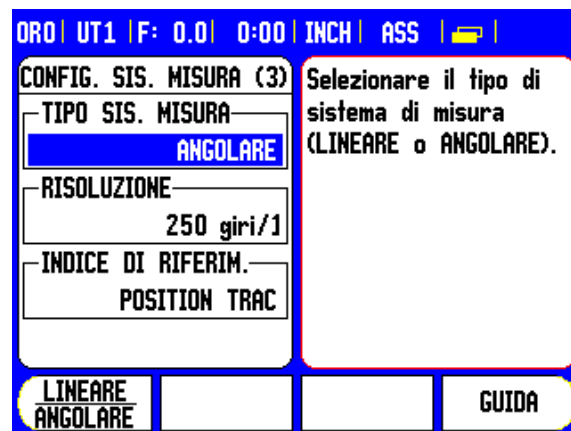 ORO| UT1 |F: 0.0| 0:00| INCH| ASS | |
CONFIG. SIS. MISURA (3)
TIPO SIS. MISURA
ANGOLARE
RISOLUZIONE
250 giri/1
INDICE DI RIFERIM.
POSITION TRAC
Selezionare il tipo di
sistema di misura
(LINEARE o ANGOLARE).
LINEARE
ANGOLARE
GUIDA